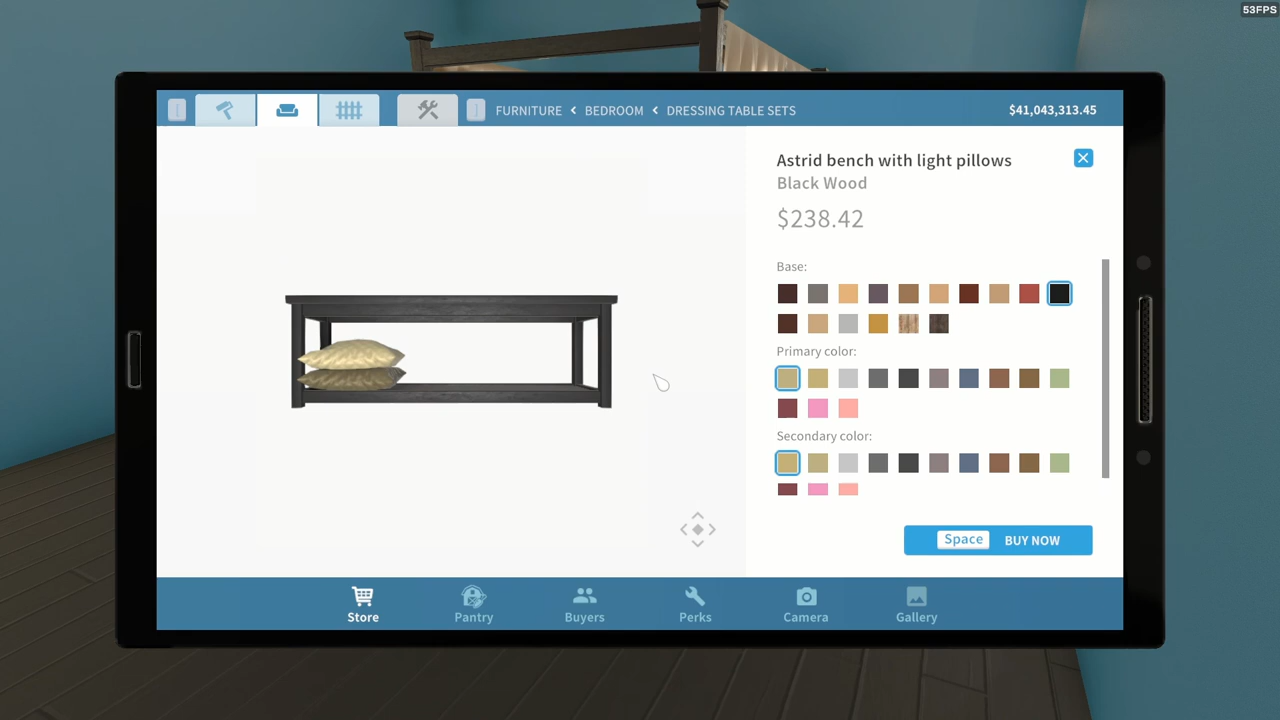 53FPS
FURNITURE < BEDROOM < DRESSING TABLE SETS
$41,043,313.45
Astrid bench with light pillows
Black Wood
$238.42
Base:
Primary color:
Secondary color:
Space BUY NOW
Store Pantry Buyers Perks Camera Gallery